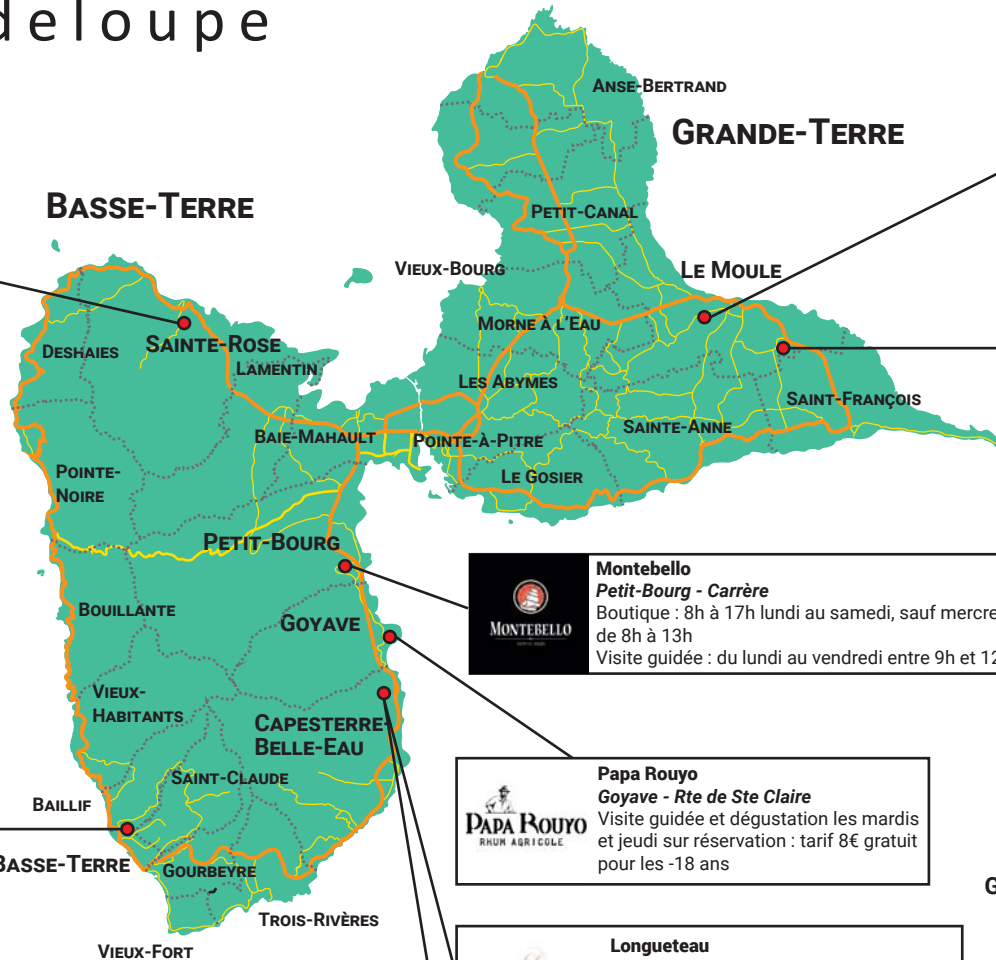 deloupe
ANSE-BERTRAND
GRANDE-TERRE
BASSE-TERRE
PETIT-CANAL
VIEUX-BOURG
LE MOULE
MORNE À L'EAU
DESHAIES
SAINTE-ROSE
LAMENTIN
LES ABYMES
SAINT-FRANÇOIS
SAINTE-ANNE
BAIE-MAHAULT
POINTE-À-PITRE
POINTE-
NOIRE
LE GOSIER
PETIT-BOURG
BOUILLANTE
GOYAVE
MONTEBELLO
Montebello
Petit-Bourg - Carrère
Boutique : 8h à 17h lundi au samedi, sauf mercre
de 8h à 13h
Visite guidée : du lundi au vendredi entre 9h et 12
VIEUX-
HABITANTS
CAPESTERRE-
BELLE-EAU
SAINT-CLAUDE
BAILLIF
PAPA ROUYO
RHUM AGRICOLE
Papa Rouyo
Goyave - Rte de Ste Claire
Visite guidée et dégustation les mardis
et jeudi sur réservation : tarif 8€ gratuit
pour les -18 ans
BASSE-TERRE
GOURBEYRE
G
TROIS-RIVÈRES
VIEUX-FORT
Longueteau